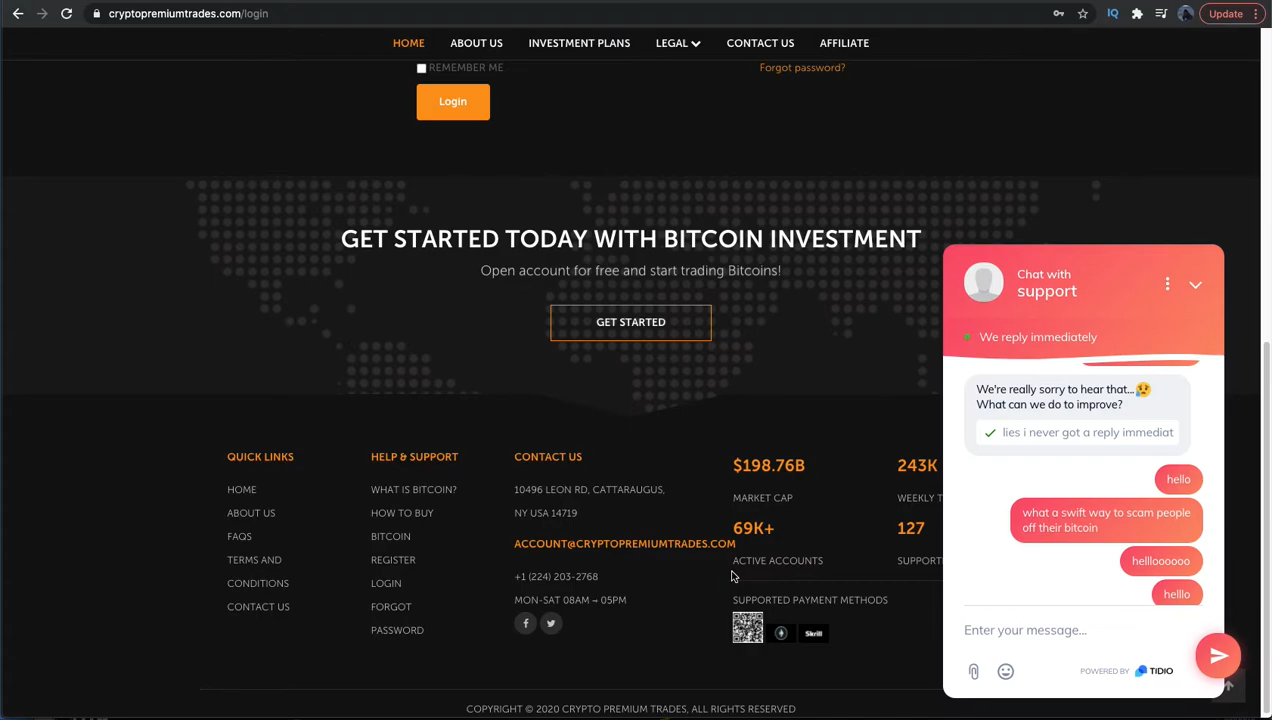 cryptopremiumtrades.com/login
IQ
Update
HOME ABOUT US INVESTMENT PLANS LEGAL CONTACT US AFFILIATE
REMEMBER ME
Forgot password?
Login
GET STARTED TODAY WITH BITCOIN INVESTMENT
Open account for free and start trading Bitcoins!
GET STARTED
QUICK LINKS
HOME
ABOUT US
FAQS
TERMS AND
CONDITIONS
CONTACT US
HELP & SUPPORT
WHAT IS BITCOIN?
HOW TO BUY
BITCOIN
REGISTER
LOGIN
FORGOT
PASSWORD
CONTACT US
10496 LEON RD, CATTARAUGUS,
NY USA 14719
ACCOUNT@CRYPTOPREMIUMTRADES.COM
+1 (224) 203-2768
MON-SAT 08AM – 05PM
$198.76B
MARKET CAP
243K
WEEKLY T
69K+
ACTIVE ACCOUNTS
127
SUPPORT
SUPPORTED PAYMENT METHODS
Skrill
COPYRIGHT © 2020 CRYPTO PREMIUM TRADES, ALL RIGHTS RESERVED
Chat with
support
We reply immediately
We're really sorry to hear that...😥
What can we do to improve?
lies i never got a reply immediat
hello
what a swift way to scam people
off their bitcoin
hellloooooo
helllo
Enter your message...
POWERED BY TIDIO